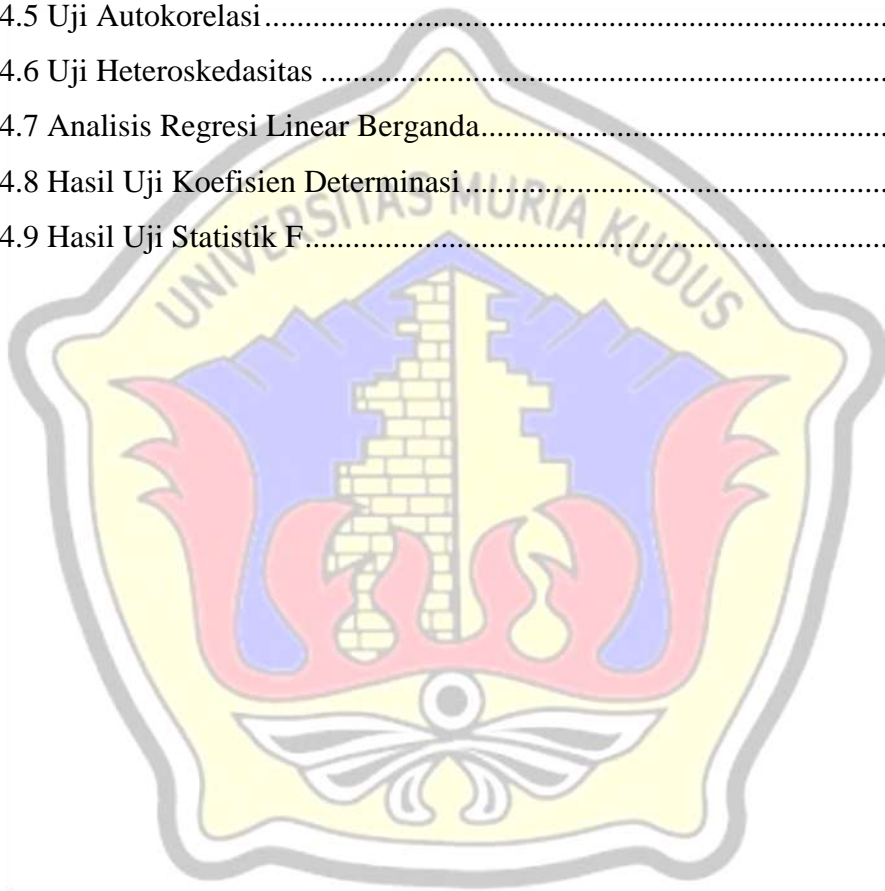 4.5 Uji Autokorelasi........................................................................
4.6 Uji Heteroskedasitas ................................................................
4.7 Analisis Regresi Linear Berganda..............................................
4.8 Hasil Uji Koefisien Determinasi................................................
4.9 Hasil Uji Statistik F...................................................................
UNIVERSITAS MURIA KUDUS